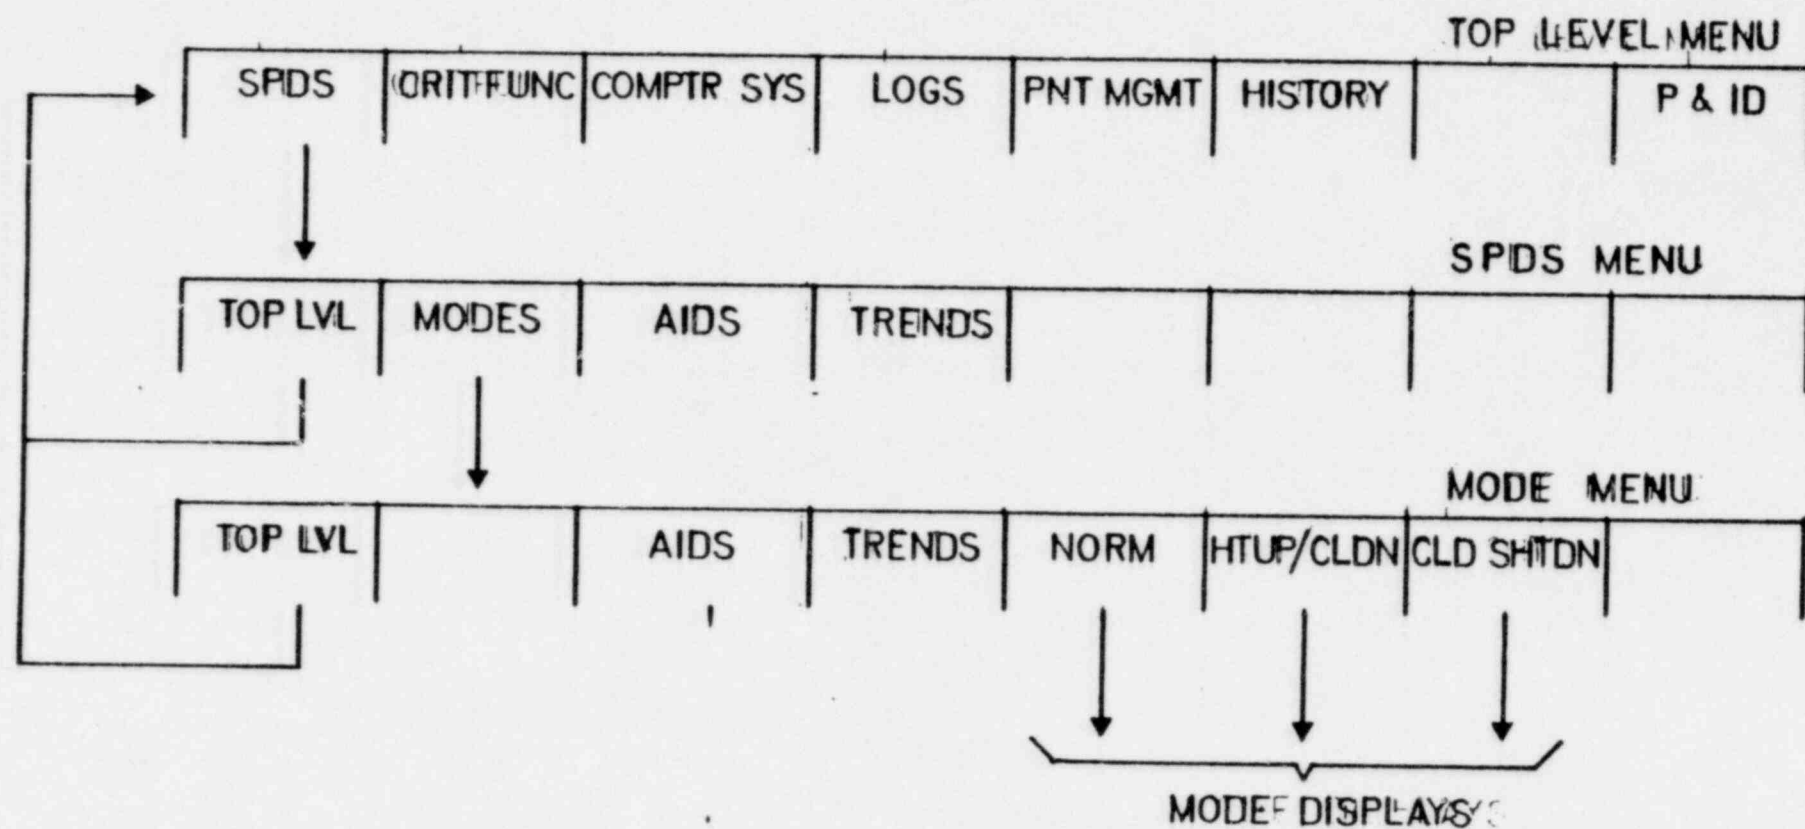 TOP LEVEL MENU
SPDS CRIT FUNC COMPTR SYS LOGS PNT MGMT HISTORY P & ID
SPDS MENU
TOP LVL MODES AIDS TRENDS
MODE MENU
TOP LVL AIDS TRENDS NORM HTUP/CLDN CLD SHTDN
MODE DISPLAYS